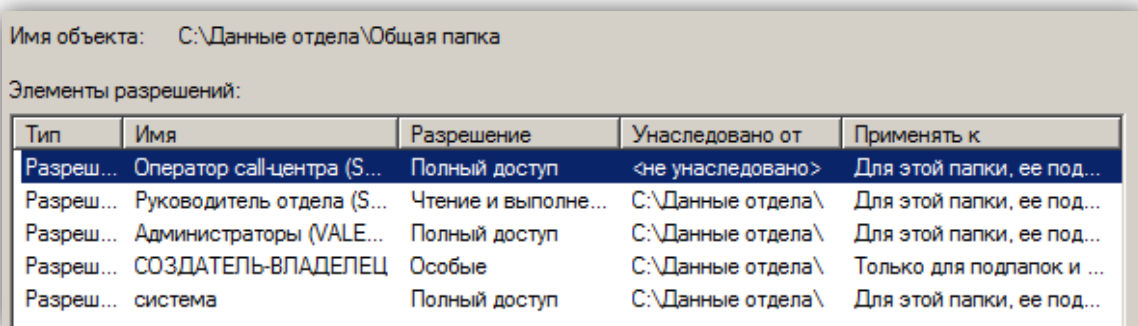 Имя объекта: C:\Данные отдела\Общая папка
Элементы разрешений:
Тип Имя Разрешение Унаследовано от Применять к
Разреш... Оператор call-центра (S... Полный доступ <не унаследовано> Для этой папки, ее под...
Разреш... Руководитель отдела (S... Чтение и выполне... C:\Данные отдела\ Для этой папки, ее под...
Разреш... Администраторы (VALE... Полный доступ C:\Данные отдела\ Для этой папки, ее под...
Разреш... СОЗДАТЕЛЬ-ВЛАДЕЛЕЦ Особые C:\Данные отдела\ Только для подпапок и ...
Разреш... система Полный доступ C:\Данные отдела\ Для этой папки, ее под...